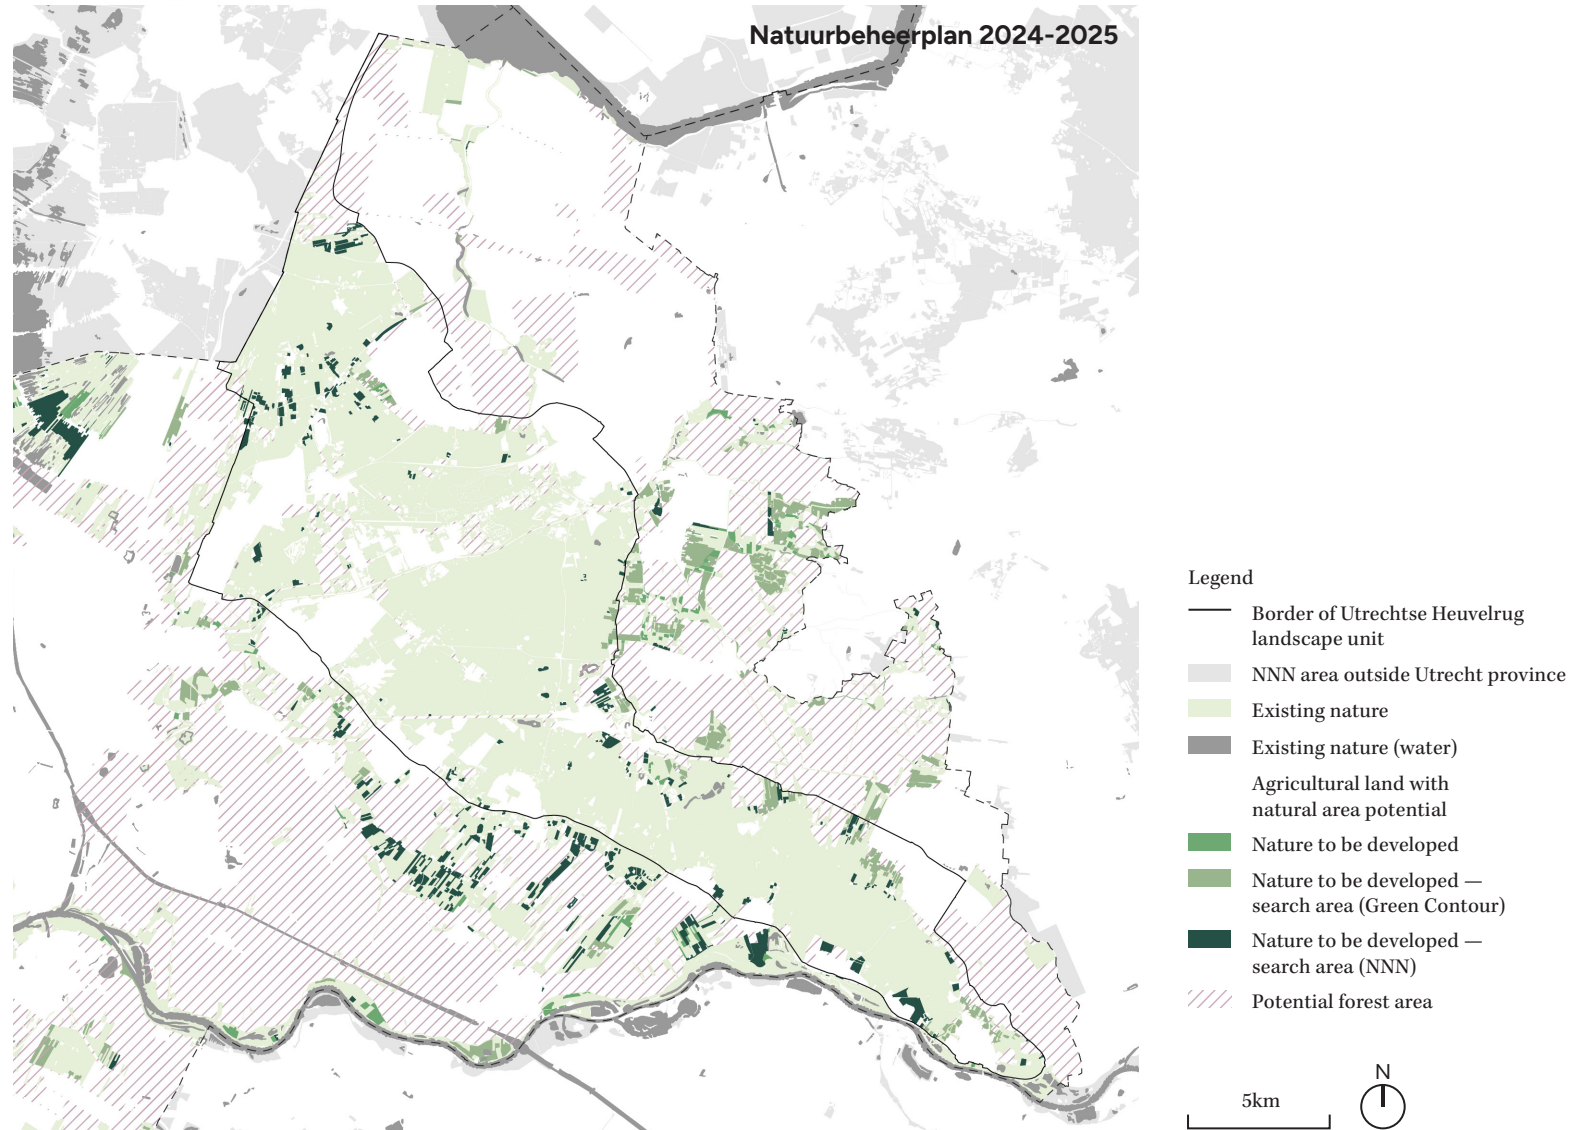 Natuurbeheerplan 2024-2025
Legend
Border of Utrechtse Heuvelrug
landscape unit
NNN area outside Utrecht province
Existing nature
Existing nature (water)
Agricultural land with
natural area potential
Nature to be developed
Nature to be developed —
search area (Green Contour)
Nature to be developed —
search area (NNN)
Potential forest area
5km
N